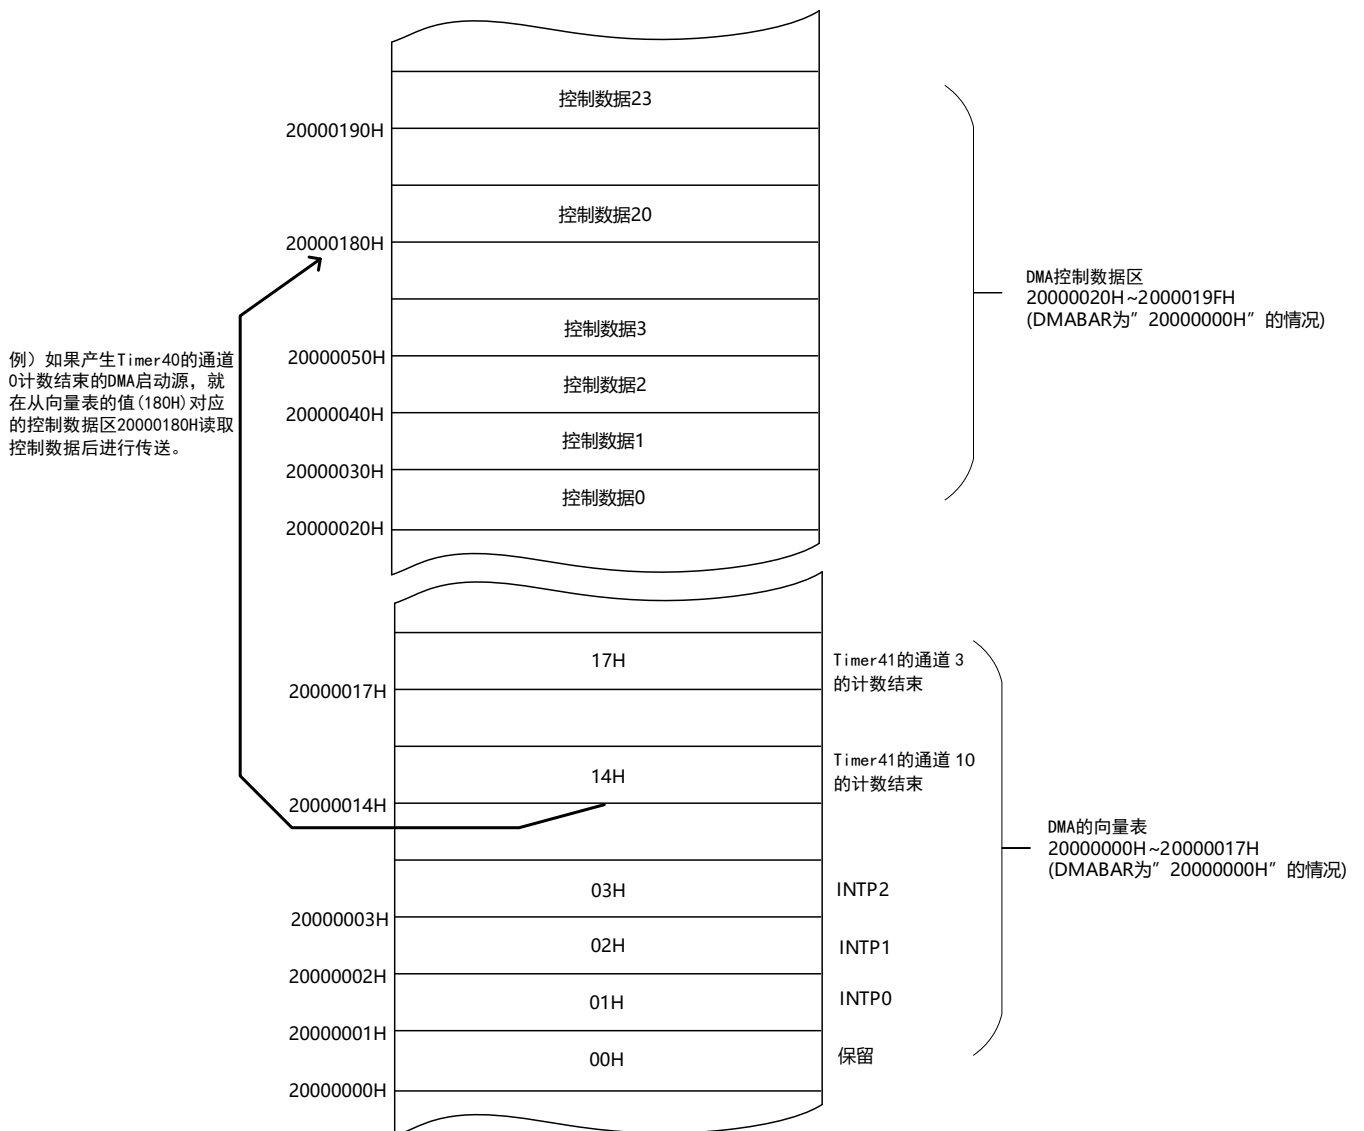 控制数据23
20000190H
控制数据20
20000180H
DMA控制数据区
20000020H~2000019FH
(DMABAR为”20000000H”的情况)
控制数据3
例）如果产生Timer40的通道
0计数结束的DMA启动源，就
在从向量表的值(180H)对应
的控制数据区20000180H读取
控制数据后进行传送。
20000050H
控制数据2
20000040H
控制数据1
20000030H
控制数据0
20000020H
17H
Timer41的通道 3
的计数结束
20000017H
14H
Timer41的通道 10
的计数结束
20000014H
DMA的向量表
20000000H~20000017H
(DMABAR为”20000000H”的情况)
03H
INTP2
20000003H
02H
INTP1
20000002H
01H
INTP0
20000001H
00H
保留
20000000H